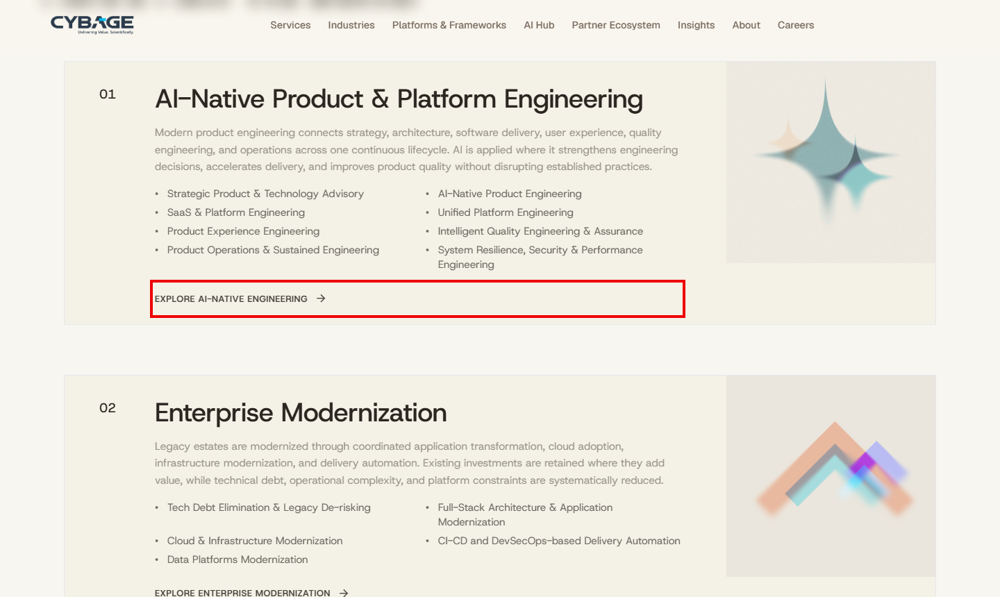 CYBAGE
Delivering Value. Scientifically.
Services Industries Platforms & Frameworks AI Hub Partner Ecosystem Insights About Careers
01
AI-Native Product & Platform Engineering
Modern product engineering connects strategy, architecture, software delivery, user experience, quality
engineering, and operations across one continuous lifecycle. AI is applied where it strengthens engineering
decisions, accelerates delivery, and improves product quality without disrupting established practices.
• Strategic Product & Technology Advisory
• AI-Native Product Engineering
• SaaS & Platform Engineering
• Unified Platform Engineering
• Product Experience Engineering
• Intelligent Quality Engineering & Assurance
• Product Operations & Sustained Engineering
• System Resilience, Security & Performance
Engineering
EXPLORE AI-NATIVE ENGINEERING →
02
Enterprise Modernization
Legacy estates are modernized through coordinated application transformation, cloud adoption,
infrastructure modernization, and delivery automation. Existing investments are retained where they add
value, while technical debt, operational complexity, and platform constraints are systematically reduced.
• Tech Debt Elimination & Legacy De-risking
• Full-Stack Architecture & Application
Modernization
• Cloud & Infrastructure Modernization
• CI-CD and DevSecOps-based Delivery Automation
• Data Platforms Modernization
EXPLORE ENTERPRISE MODERNIZATION →